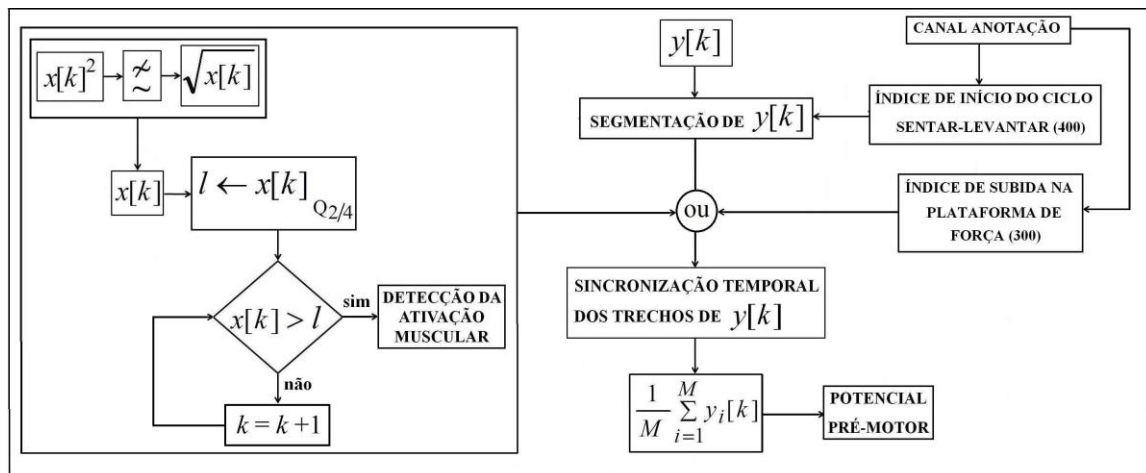 x[k]²
≁
√x[k]
x[k]
l ← x[k] Q2/4
x[k] > l
sim
DETECÇÃO DA
ATIVAÇÃO
MUSCULAR
não
k = k +1
y[k]
SEGMENTAÇÃO DE y[k]
CANAL ANOTAÇÃO
ÍNDICE DE INÍCIO DO CICLO
SENTAR-LEVANTAR (400)
ou
ÍNDICE DE SUBIDA NA
PLATAFORMA DE
FORÇA (300)
SINCRONIZAÇÃO TEMPORAL
DOS TRECHOS DE y[k]
1/M M Σ i=1 yi[k]
POTENCIAL
PRÉ-MOTOR